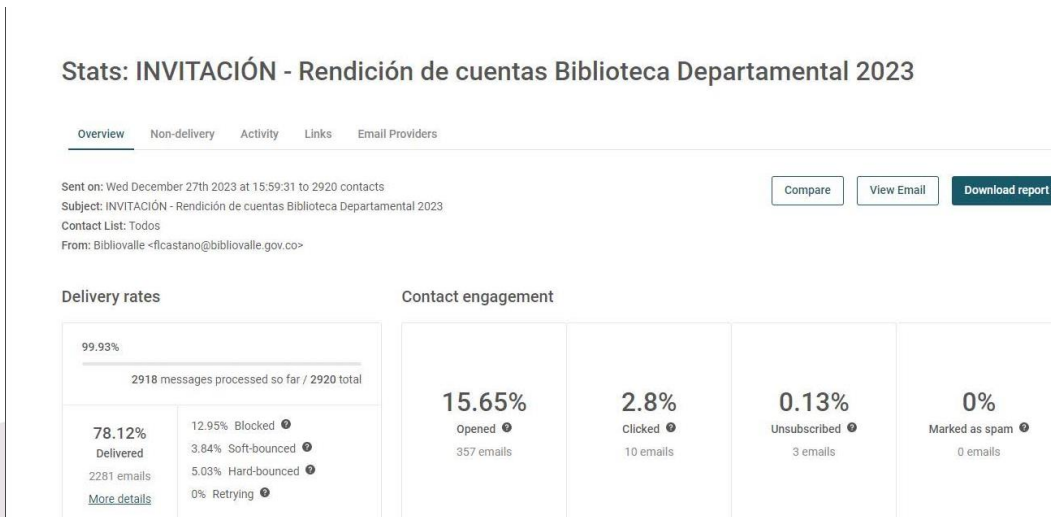 Stats: INVITACIÓN - Rendición de cuentas Biblioteca Departamental 2023
Overview Non-delivery Activity Links Email Providers
Sent on: Wed December 27th 2023 at 15:59:31 to 2920 contacts
Subject: INVITACIÓN - Rendición de cuentas Biblioteca Departamental 2023
Contact List: Todos
From: Bibliovalle <flcastano@bibliovalle.gov.co>
Compare View Email Download report
Delivery rates
99.93%
2918 messages processed so far / 2920 total
78.12%
Delivered
2281 emails
More details
12.95% Blocked ?
3.84% Soft-bounced ?
5.03% Hard-bounced ?
0% Retrying ?
Contact engagement
15.65%
Opened ?
357 emails
2.8%
Clicked ?
10 emails
0.13%
Unsubscribed ?
3 emails
0%
Marked as spam ?
0 emails